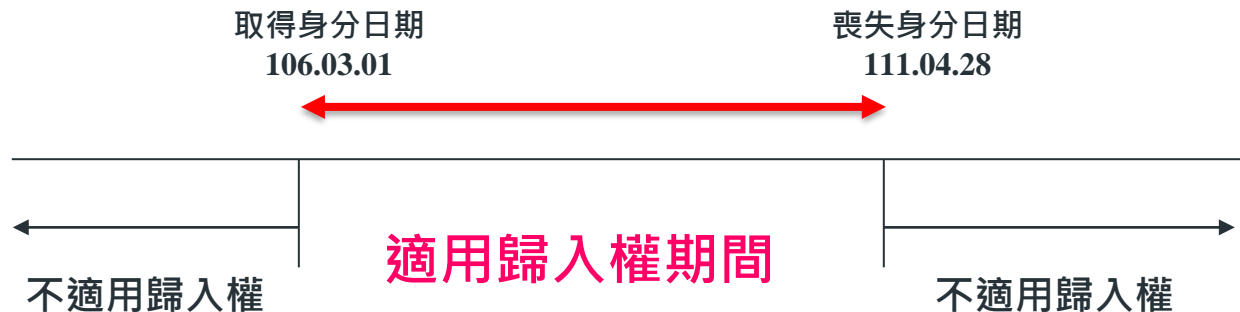 取得身分日期
106.03.01
喪失身分日期
111.04.28
適用歸入權期間
不適用歸入權
不適用歸入權